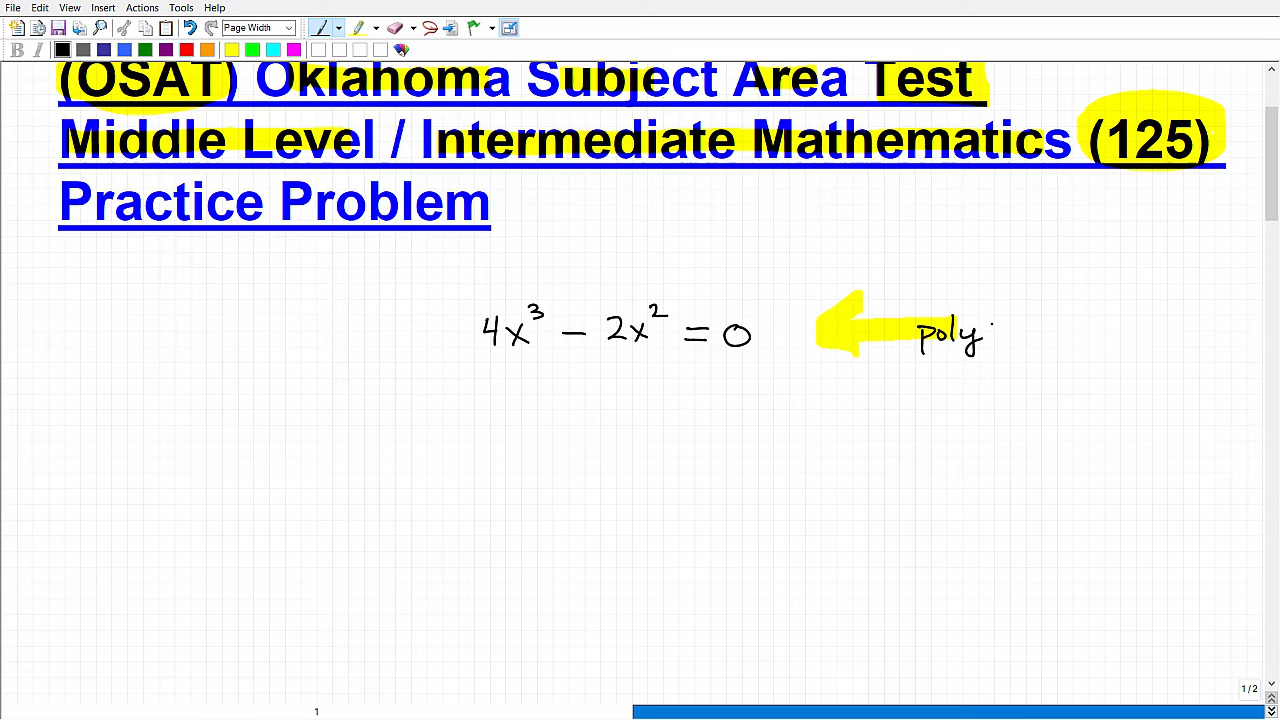 File Edit View Insert Actions Tools Help
Page Width
B I
(OSAT) Oklahoma Subject Area Test
Middle Level / Intermediate Mathematics (125)
Practice Problem
4x³ − 2x² = 0 poly
1/2
1